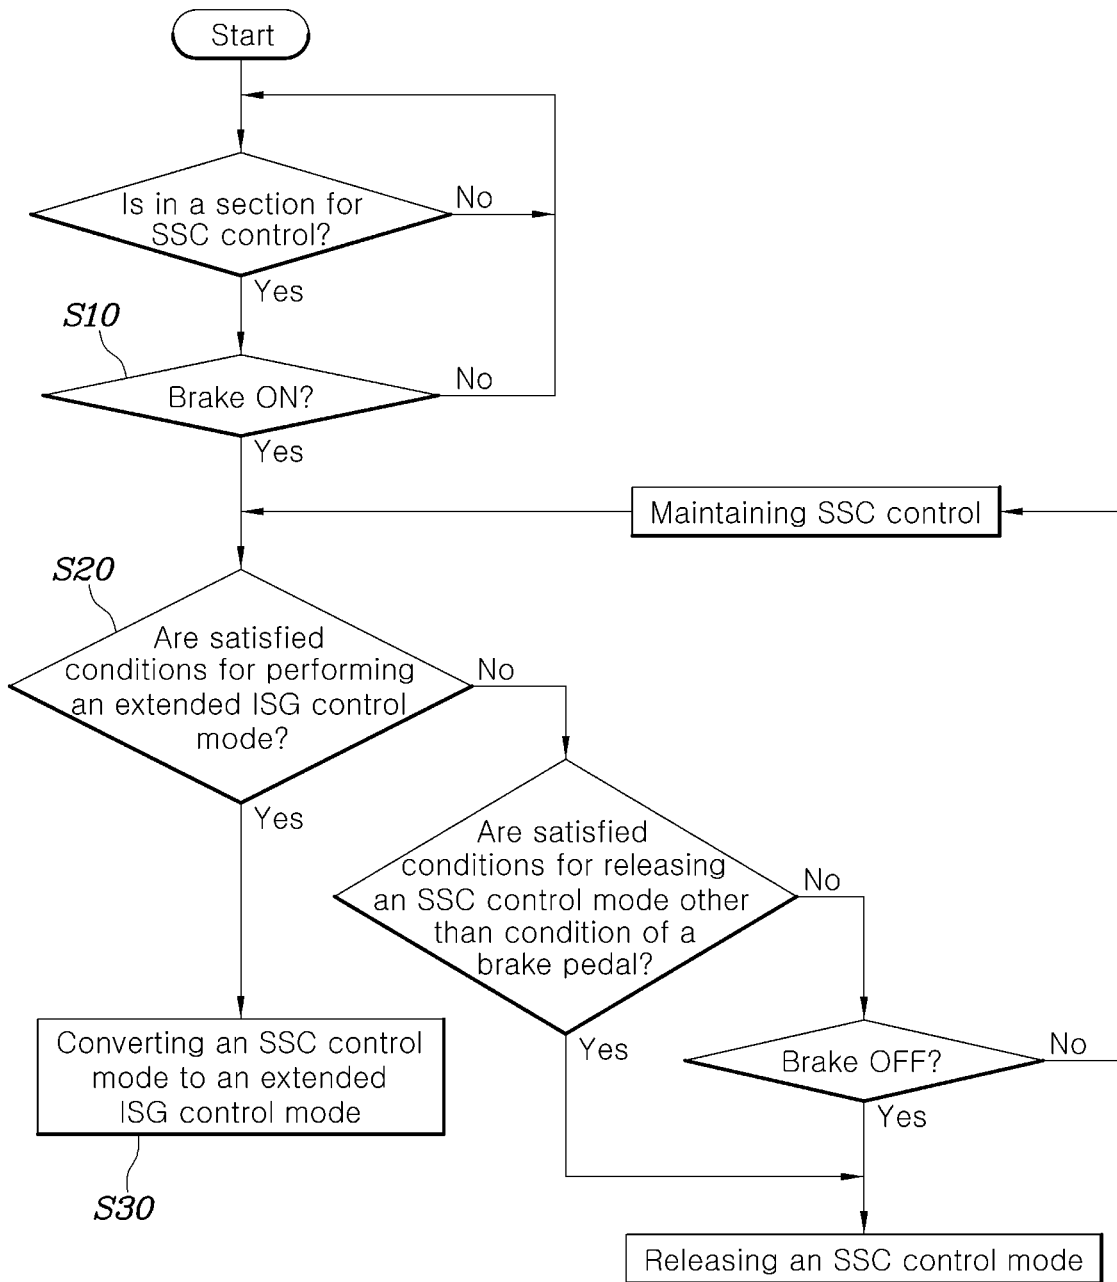 Start
Is in a section for
SSC control?
No
Yes
S10
Brake ON?
No
Yes
Maintaining SSC control
S20
Are satisfied
conditions for performing
an extended ISG control
mode?
No
Yes
Are satisfied
conditions for releasing
an SSC control mode other
than condition of a
brake pedal?
No
Yes
Converting an SSC control
mode to an extended
ISG control mode
S30
Brake OFF?
No
Yes
Releasing an SSC control mode